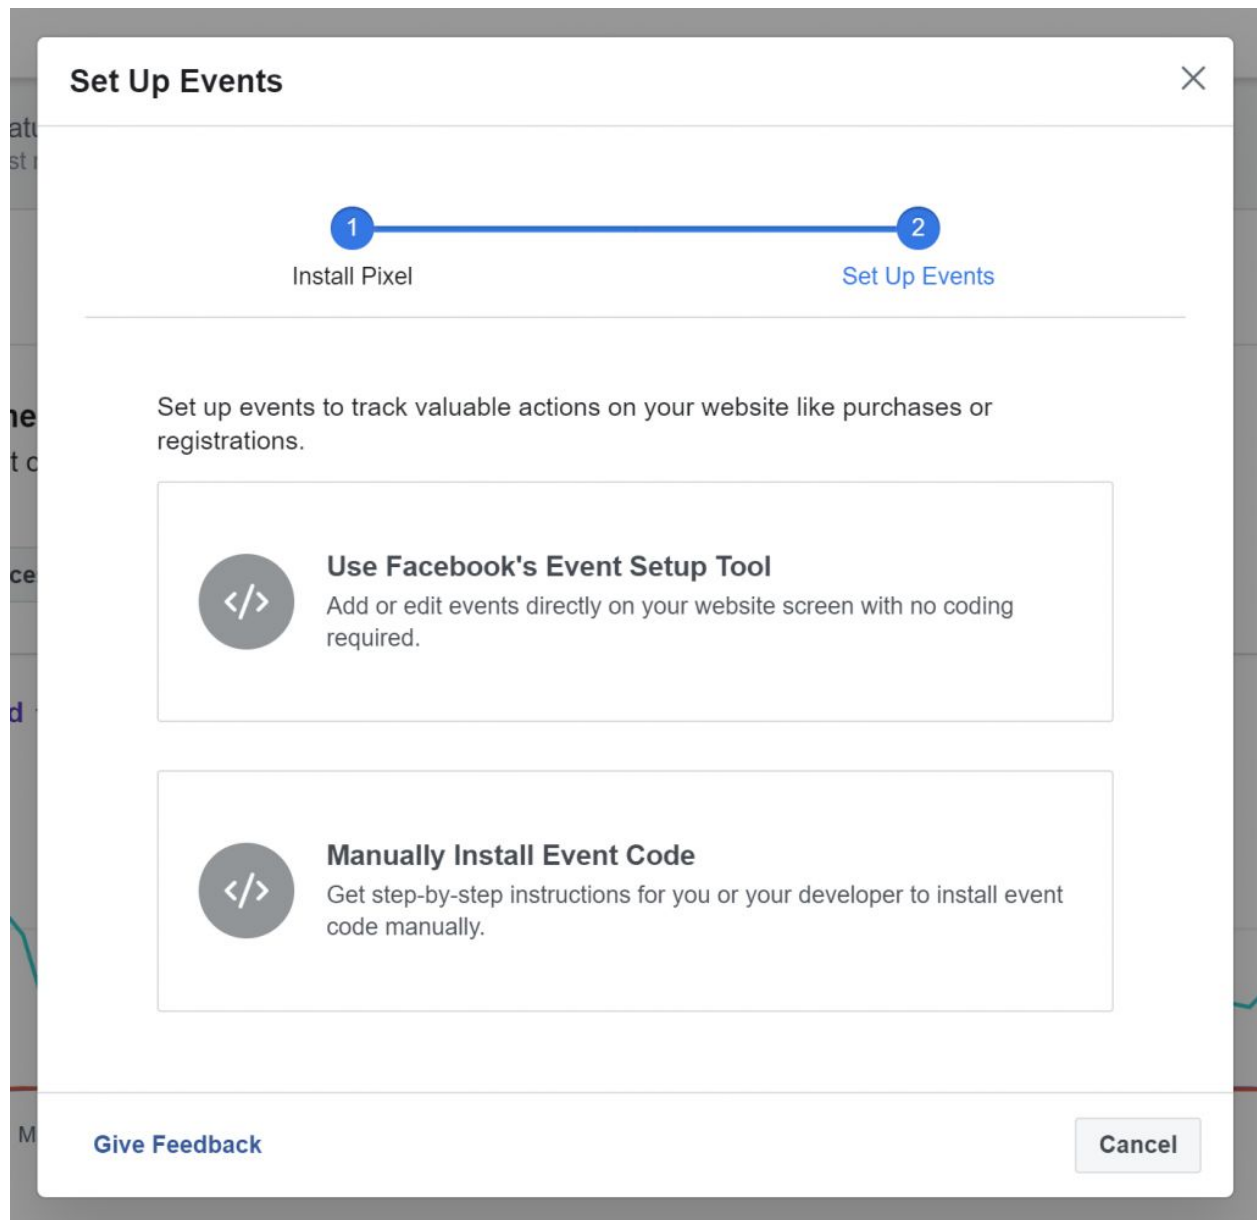 Set Up Events
1
2
Install Pixel
Set Up Events
Set up events to track valuable actions on your website like purchases or
registrations.
</>
Use Facebook's Event Setup Tool
Add or edit events directly on your website screen with no coding
required.
</>
Manually Install Event Code
Get step-by-step instructions for you or your developer to install event
code manually.
Give Feedback
Cancel